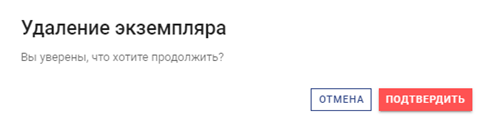 Удаление экземпляра
Вы уверены, что хотите продолжить?
ОТМЕНА ПОДТВЕРДИТЬ